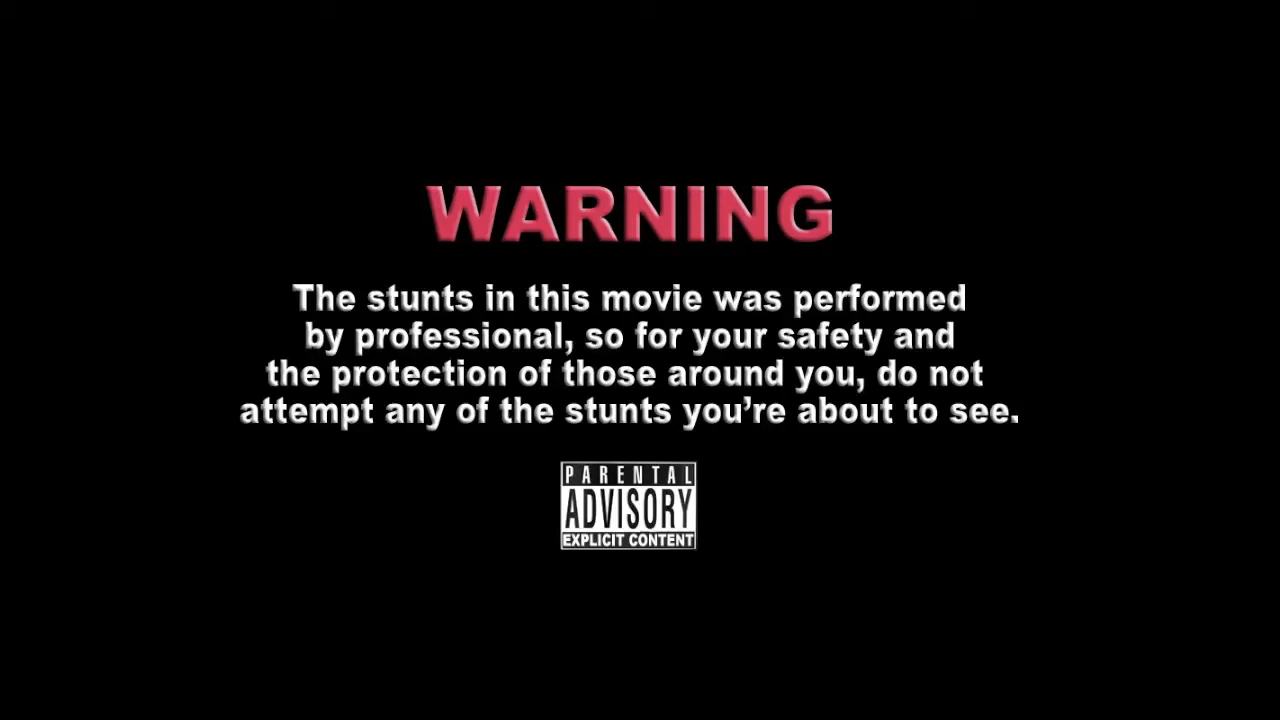 WARNING
The stunts in this movie was performed
by professional, so for your safety and
the protection of those around you, do not
attempt any of the stunts you’re about to see.
PARENTAL
ADVISORY
EXPLICIT CONTENT